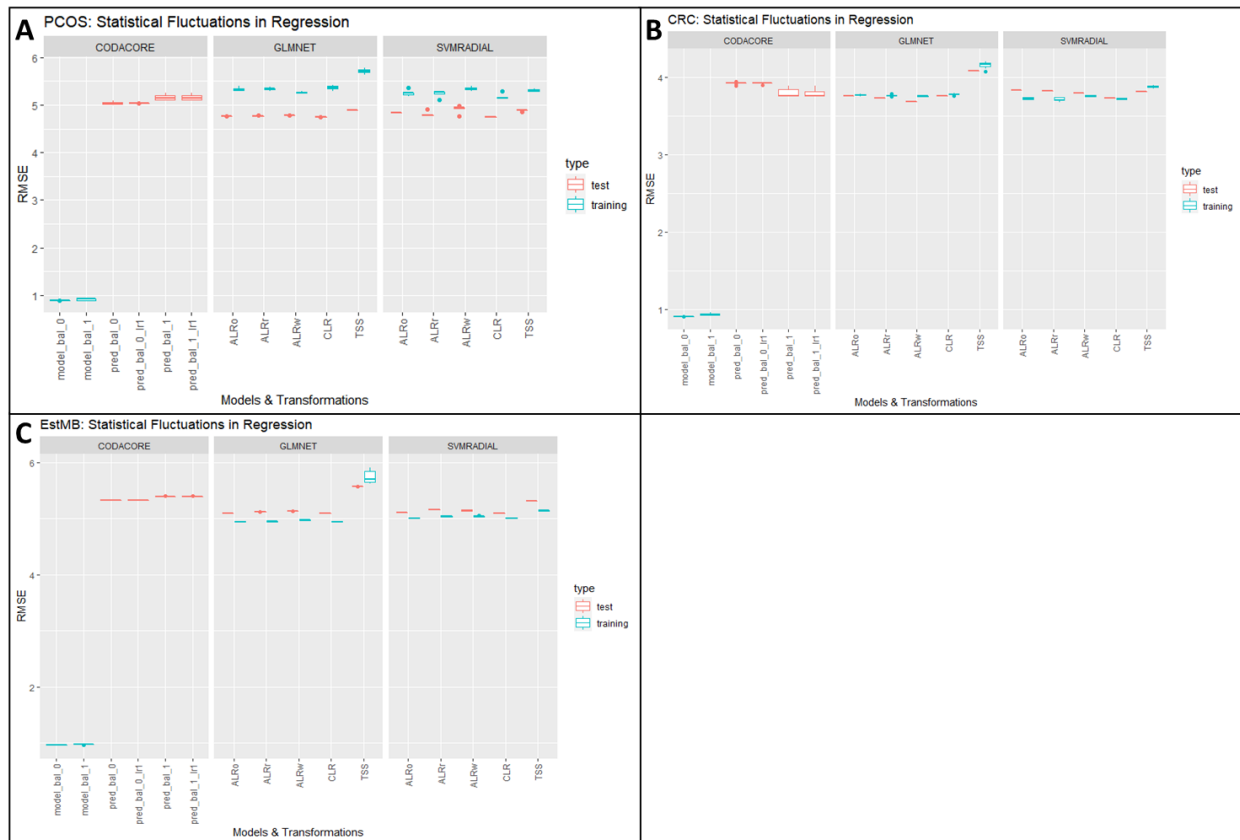 A
PCOS: Statistical Fluctuations in Regression
CODACORE
GLMNET
SVMRADIAL
6
5
4
3
2
1
RMSE
model_bal_0
model_bal_1
pred_bal_0
pred_bal_0_lr1
pred_bal_1
pred_bal_1_lr1
ALRo
ALRr
ALRw
CLR
TSS
ALRo
ALRr
ALRw
CLR
TSS
Models & Transformations
type
test
training
B
CRC: Statistical Fluctuations in Regression
CODACORE
GLMNET
SVMRADIAL
4
3
2
1
RMSE
model_bal_0
model_bal_1
pred_bal_0
pred_bal_0_lr1
pred_bal_1
pred_bal_1_lr1
ALRo
ALRr
ALRw
CLR
TSS
ALRo
ALRr
ALRw
CLR
TSS
Models & Transformations
type
test
training
C
EstMB: Statistical Fluctuations in Regression
CODACORE
GLMNET
SVMRADIAL
6
4
2
RMSE
model_bal_0
model_bal_1
pred_bal_0
pred_bal_0_lr1
pred_bal_1
pred_bal_1_lr1
ALRo
ALRr
ALRw
CLR
TSS
ALRo
ALRr
ALRw
CLR
TSS
Models & Transformations
type
test
training